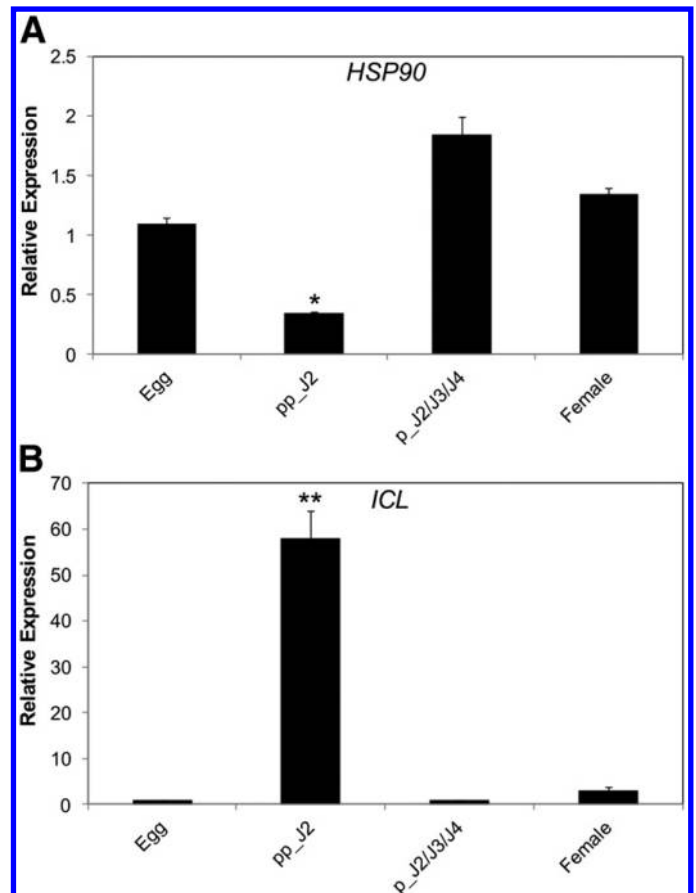 A
HSP90
Relative Expression
2.5
2
1.5
1
0.5
0
*
Egg
pp_J2
p_J2/J3/J4
Female
B
ICL
Relative Expression
70
60
50
40
30
20
10
0
**
Egg
pp_J2
p_J2/J3/J4
Female